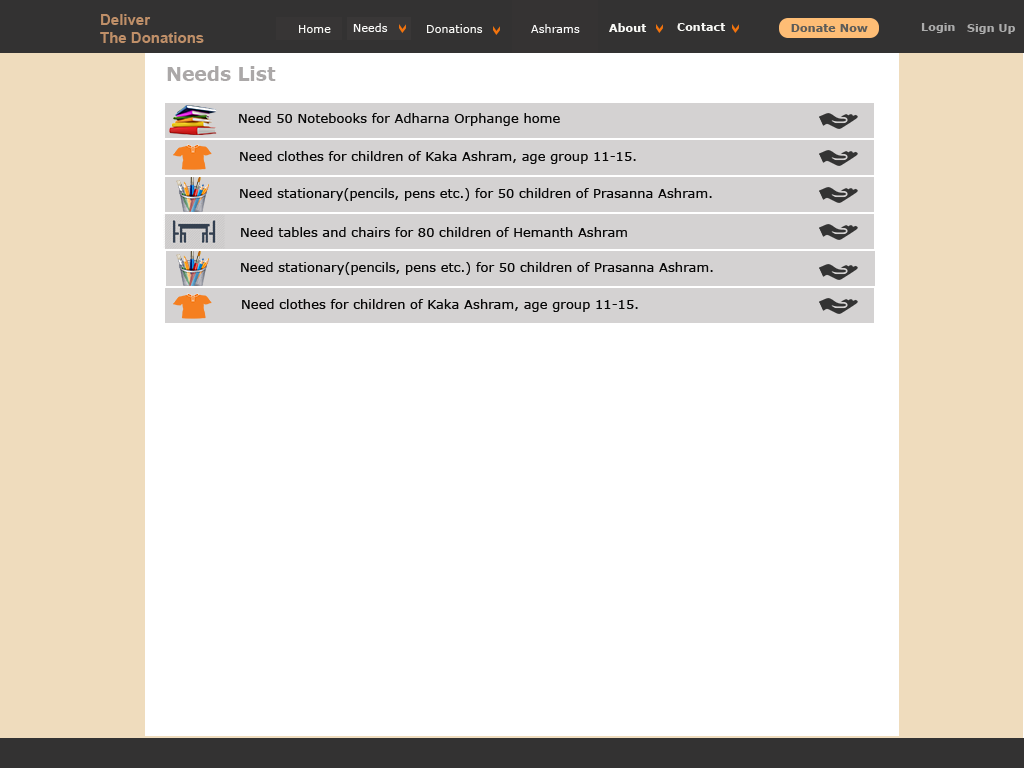 Deliver
The Donations
Home Needs Donations Ashrams About Contact Donate Now Login Sign Up
Needs List
Need 50 Notebooks for Adharna Orphange home
Need clothes for children of Kaka Ashram, age group 11-15.
Need stationary(pencils, pens etc.) for 50 children of Prasanna Ashram.
Need tables and chairs for 80 children of Hemanth Ashram
Need stationary(pencils, pens etc.) for 50 children of Prasanna Ashram.
Need clothes for children of Kaka Ashram, age group 11-15.